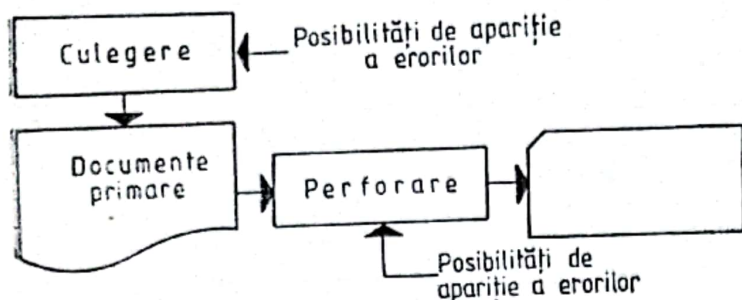 Culegere
Posibilități de apariție
a erorilor
Documente
primare
Perforare
Posibilități de
apariție a erorilor